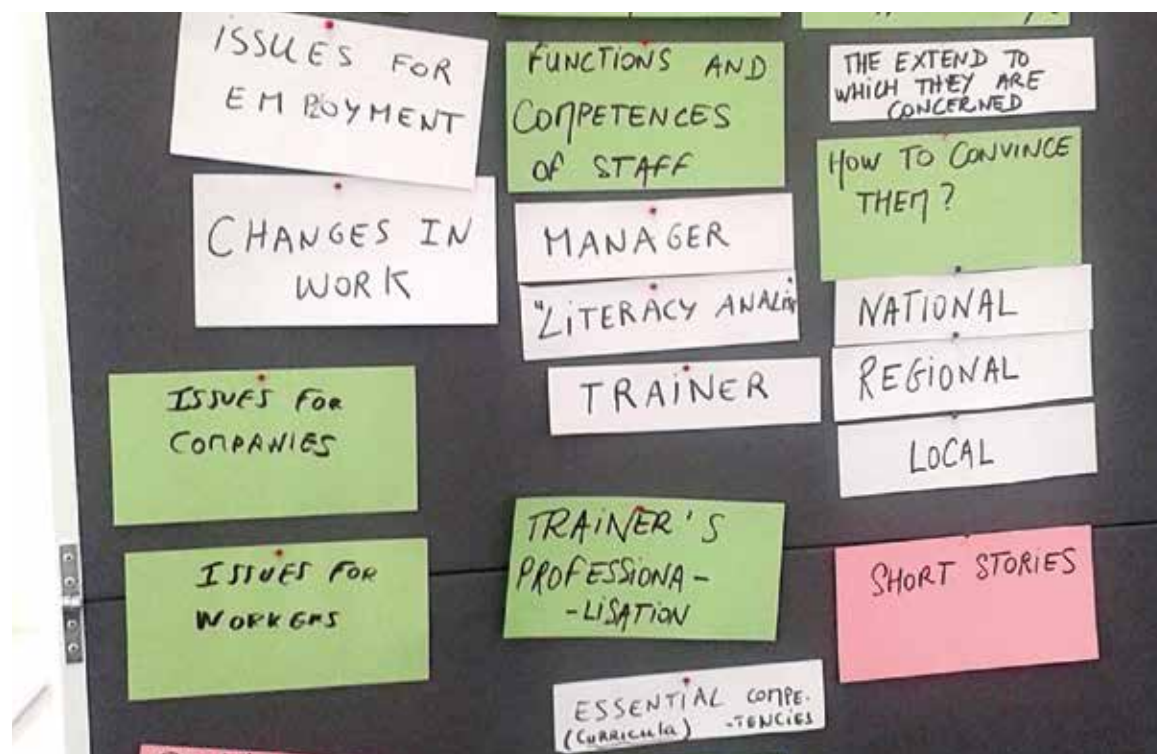 ISSUES FOR
EMPLOYMENT
CHANGES IN
WORK
ISSUES FOR
COMPANIES
ISSUES FOR
WORKERS
FUNCTIONS AND
COMPETENCES
Of STAFF
MANAGER
"LITERACY
TRAINER
TRAINER'S
PROFESSIONA-
-LISATION
ESSENTIAL COMPE-
(CURRICULA) -TENCIES
THE EXTEND TO
WHICH THEY ARE
CONCERNED
HOW TO CONVINCE
THEM?
NATIONAL
REGIONAL
LOCAL
SHORT STORIES